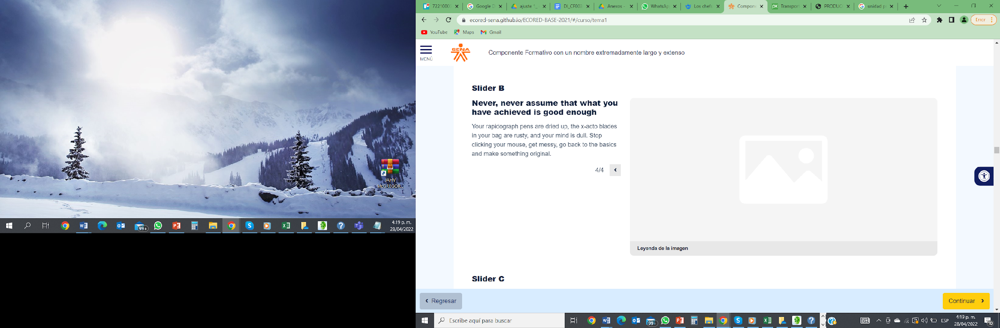 JAHV
McGREGOR...
99+
4:19 p. m.
28/04/2022
72210005
Google D
ajuste 1_
DI_CF003
Anexos -
WhatsAp
Los chefs
Compone
Transport
PRODUC
unidad p
ecored-sena.github.io/ECORED-BASE-2021/#/curso/tema1
Error
YouTube
Maps
Gmail
MENÚ
SENA
Componente Formativo con un nombre extremadamente largo y extenso
Slider B
Never, never assume that what you
have achieved is good enough
Your rapidograph pens are dried up, the x-acto blades
in your bag are rusty, and your mind is dull. Stop
clicking your mouse, get messy, go back to the basics
and make something original.
4/4
Leyenda de la imagen
Slider C
Regresar
Continuar
Escribe aquí para buscar
99+
ESP
4:19 p. m.
28/04/2022
10